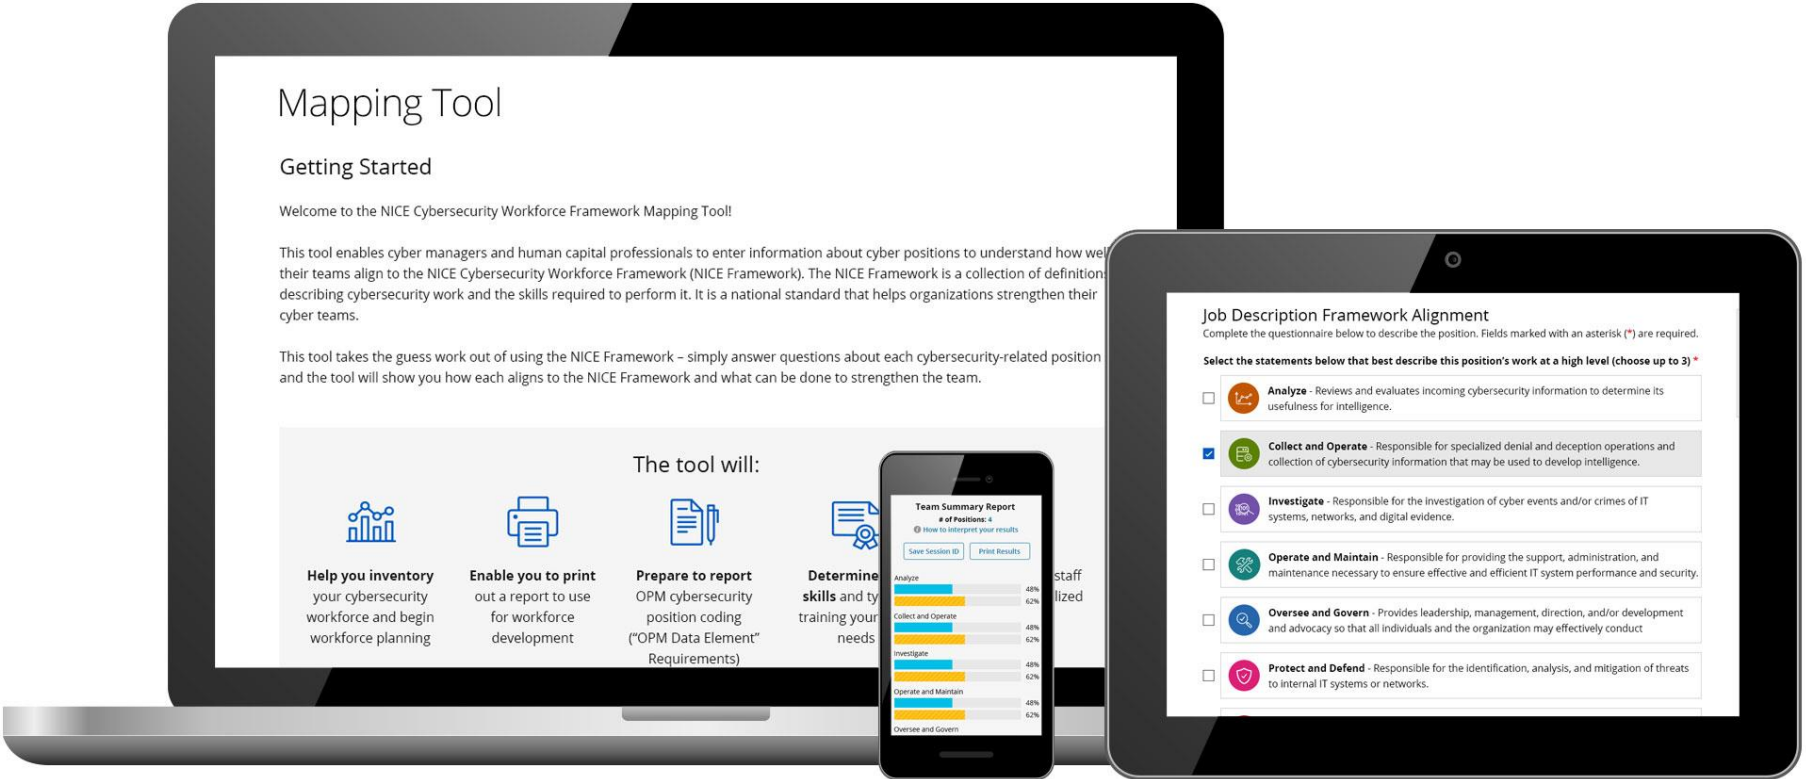 Mapping Tool
Getting Started
Welcome to the NICE Cybersecurity Workforce Framework Mapping Tool!
This tool enables cyber managers and human capital professionals to enter information about cyber positions to understand how wel
their teams align to the NICE Cybersecurity Workforce Framework (NICE Framework). The NICE Framework is a collection of definition
describing cybersecurity work and the skills required to perform it. It is a national standard that helps organizations strengthen their
cyber teams.
This tool takes the guess work out of using the NICE Framework – simply answer questions about each cybersecurity-related position
and the tool will show you how each aligns to the NICE Framework and what can be done to strengthen the team.
The tool will:
Help you inventory
your cybersecurity
workforce and begin
workforce planning
Enable you to print
out a report to use
for workforce
development
Prepare to report
OPM cybersecurity
position coding
("OPM Data Element"
Requirements)
Determine
skills and ty
training your
needs
staff
lized
Team Summary Report
# of Positions: 4
How to interpret your results
Save Session ID
Print Results
Analyze
48%
62%
Collect and Operate
48%
62%
Investigate
48%
62%
Operate and Maintain
48%
62%
Oversee and Govern
Job Description Framework Alignment
Complete the questionnaire below to describe the position. Fields marked with an asterisk (*) are required.
Select the statements below that best describe this position's work at a high level (choose up to 3) *
Analyze - Reviews and evaluates incoming cybersecurity information to determine its
usefulness for intelligence.
Collect and Operate - Responsible for specialized denial and deception operations and
collection of cybersecurity information that may be used to develop intelligence.
Investigate - Responsible for the investigation of cyber events and/or crimes of IT
systems, networks, and digital evidence.
Operate and Maintain - Responsible for providing the support, administration, and
maintenance necessary to ensure effective and efficient IT system performance and security.
Oversee and Govern - Provides leadership, management, direction, and/or development
and advocacy so that all individuals and the organization may effectively conduct
Protect and Defend - Responsible for the identification, analysis, and mitigation of threats
to internal IT systems or networks.